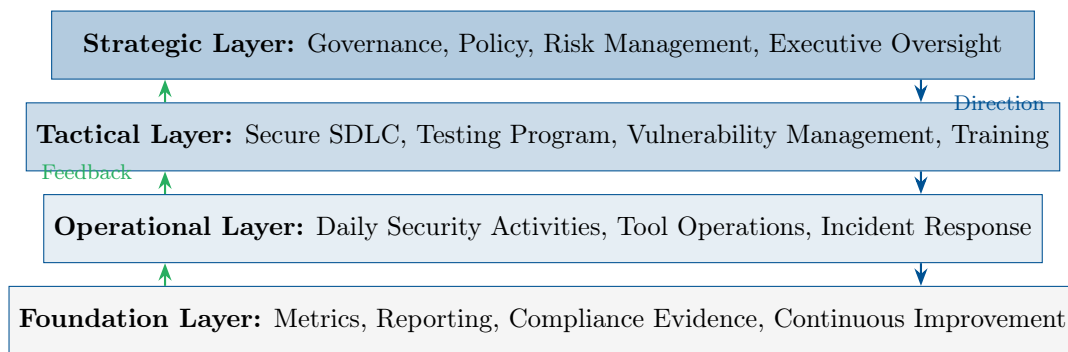 Strategic Layer: Governance, Policy, Risk Management, Executive Oversight
Direction
Tactical Layer: Secure SDLC, Testing Program, Vulnerability Management, Training
Feedback
Operational Layer: Daily Security Activities, Tool Operations, Incident Response
Foundation Layer: Metrics, Reporting, Compliance Evidence, Continuous Improvement